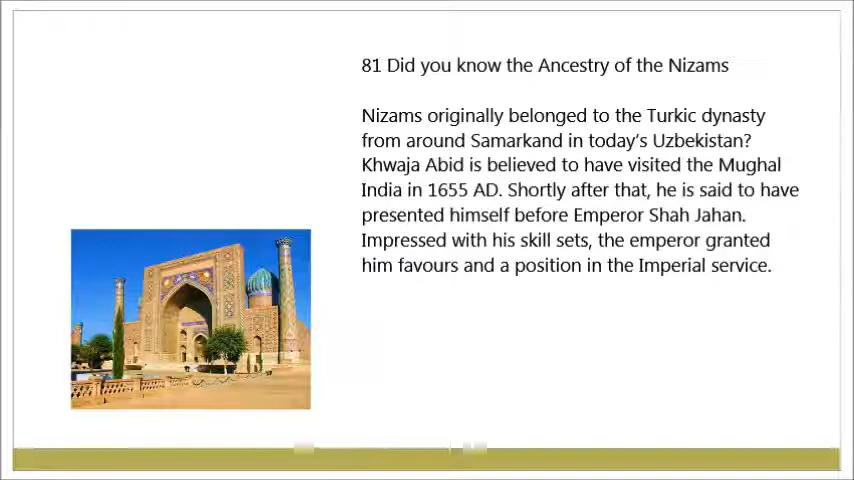 81 Did you know the Ancestry of the Nizams
Nizams originally belonged to the Turkic dynasty
from around Samarkand in today's Uzbekistan?
Khwaja Abid is believed to have visited the Mughal
India in 1655 AD. Shortly after that, he is said to have
presented himself before Emperor Shah Jahan.
Impressed with his skill sets, the emperor granted
him favours and a position in the Imperial service.